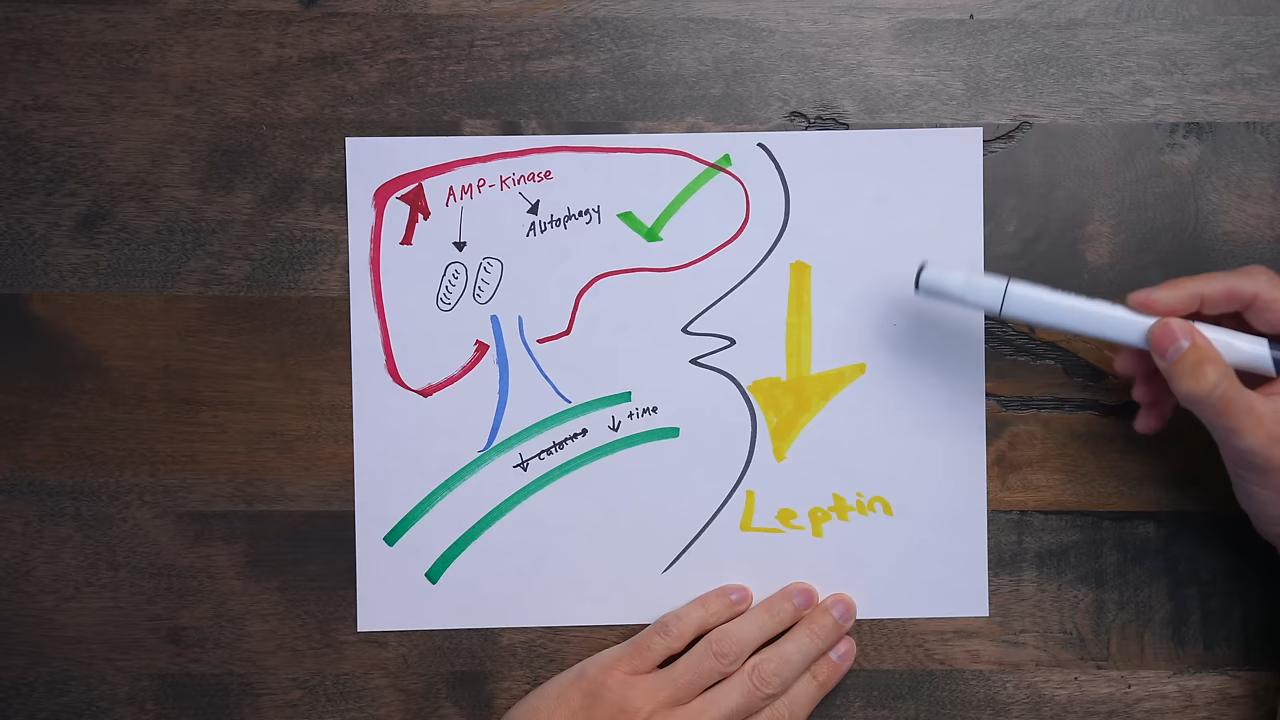 AMP-Kinase
Autophagy
↓ time
↓ calories
Leptin